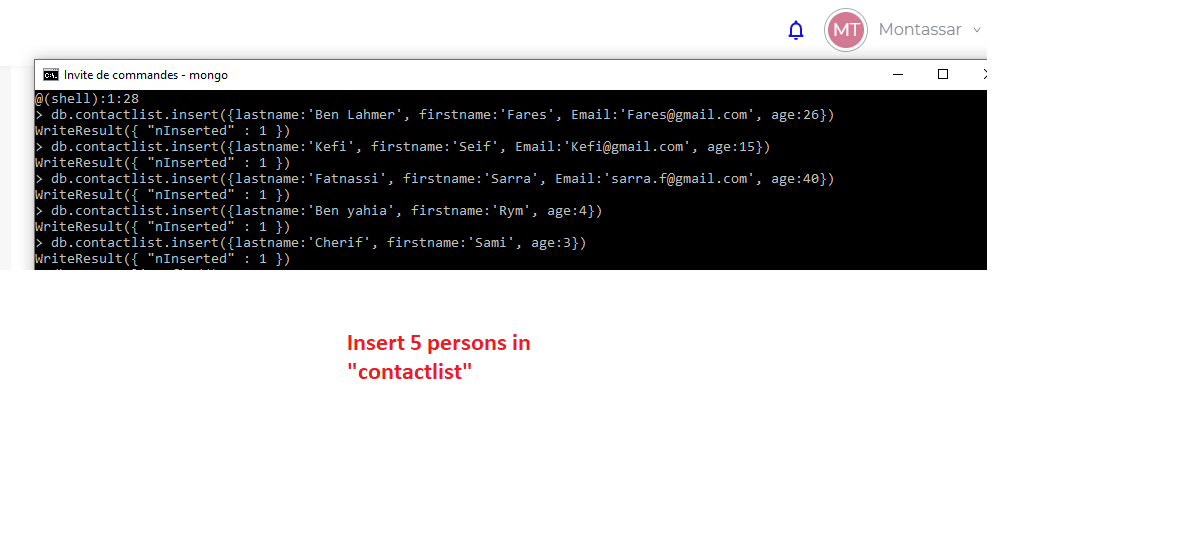 MT Montassar
Invite de commandes - mongo
@(shell):1:28
> db.contactlist.insert({lastname:'Ben Lahmer', firstname:'Fares', Email:'Fares@gmail.com', age:26})
WriteResult({ "nInserted" : 1 })
> db.contactlist.insert({lastname:'Kefi', firstname:'Seif', Email:'Kefi@gmail.com', age:15})
WriteResult({ "nInserted" : 1 })
> db.contactlist.insert({lastname:'Fatnassi', firstname:'Sarra', Email:'sarra.f@gmail.com', age:40})
WriteResult({ "nInserted" : 1 })
> db.contactlist.insert({lastname:'Ben yahia', firstname:'Rym', age:4})
WriteResult({ "nInserted" : 1 })
> db.contactlist.insert({lastname:'Cherif', firstname:'Sami', age:3})
WriteResult({ "nInserted" : 1 })
Insert 5 persons in
"contactlist"